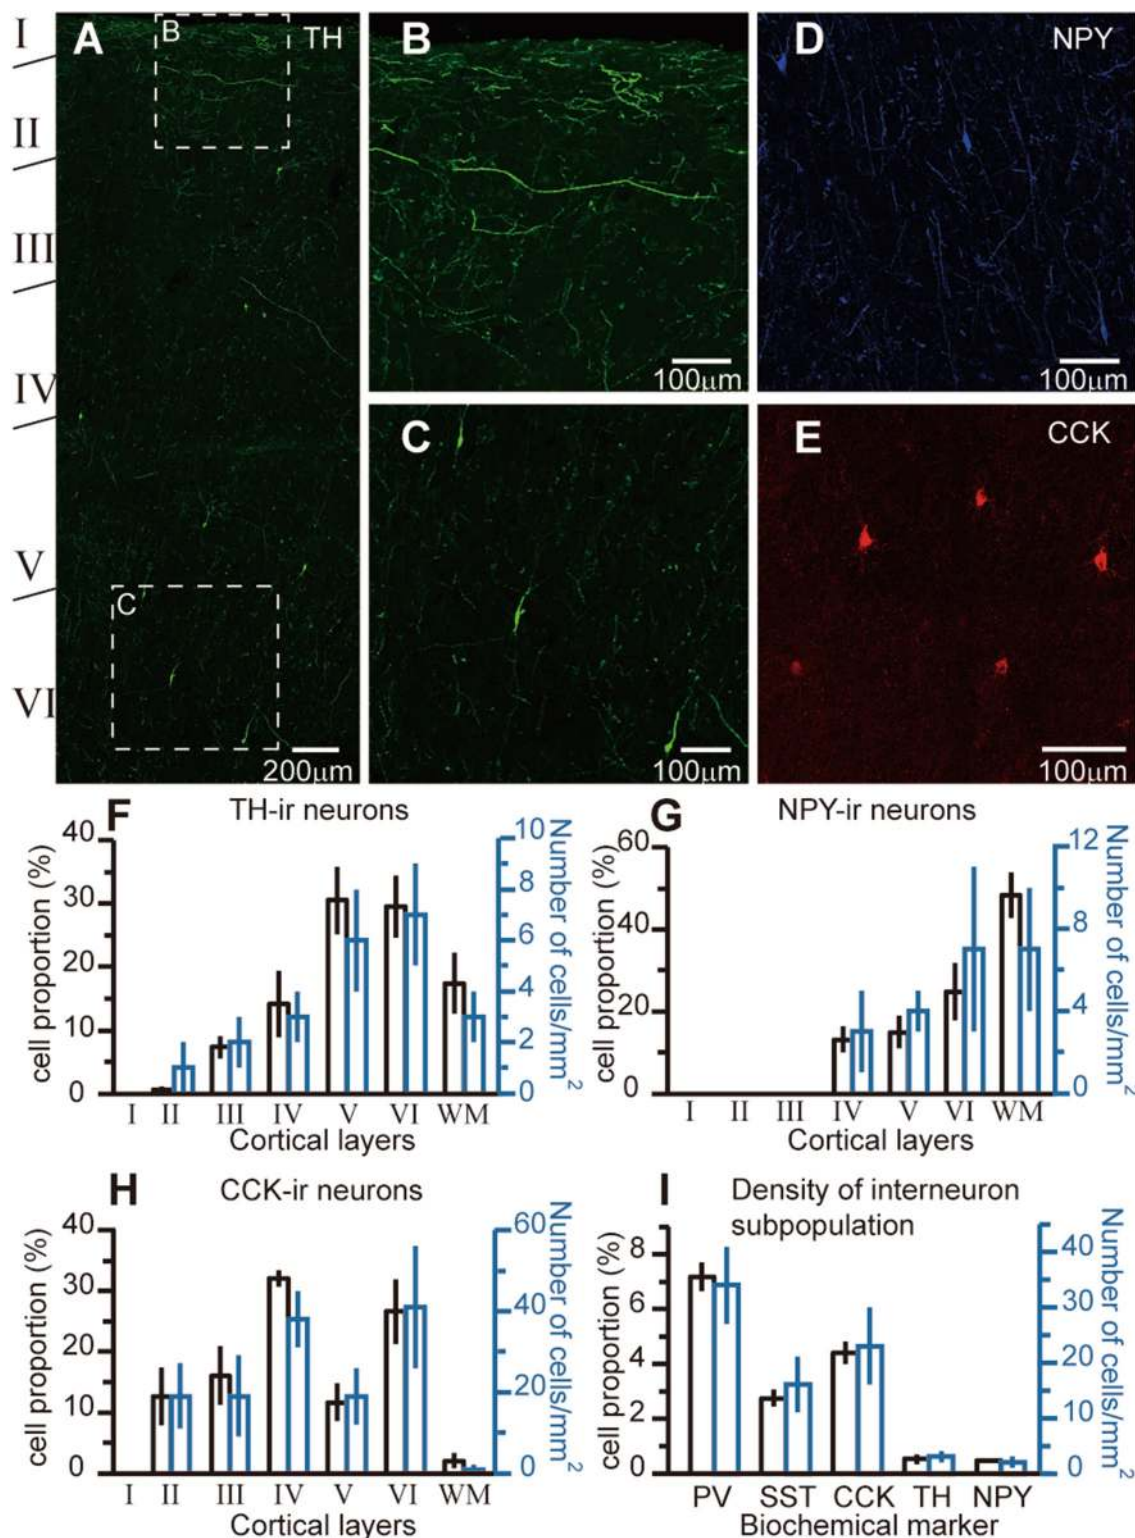 I
II
III
IV
V
VI
A
B
TH
C
200μm
B
100μm
D
NPY
100μm
C
100μm
E
CCK
100μm
F
TH-ir neurons
cell proportion (%)
40
30
20
10
0
Number of cells/mm²
10
8
6
4
2
0
I II III IV V VI WM
Cortical layers
G
NPY-ir neurons
cell proportion (%)
60
40
20
0
Number of cells/mm²
12
8
4
0
I II III IV V VI WM
Cortical layers
H
CCK-ir neurons
cell proportion (%)
40
30
20
10
0
Number of cells/mm²
60
40
20
0
I II III IV V VI WM
Cortical layers
I
Density of interneuron
subpopulation
cell proportion (%)
8
6
4
2
0
Number of cells/mm²
40
30
20
10
0
PV SST CCK TH NPY
Biochemical marker